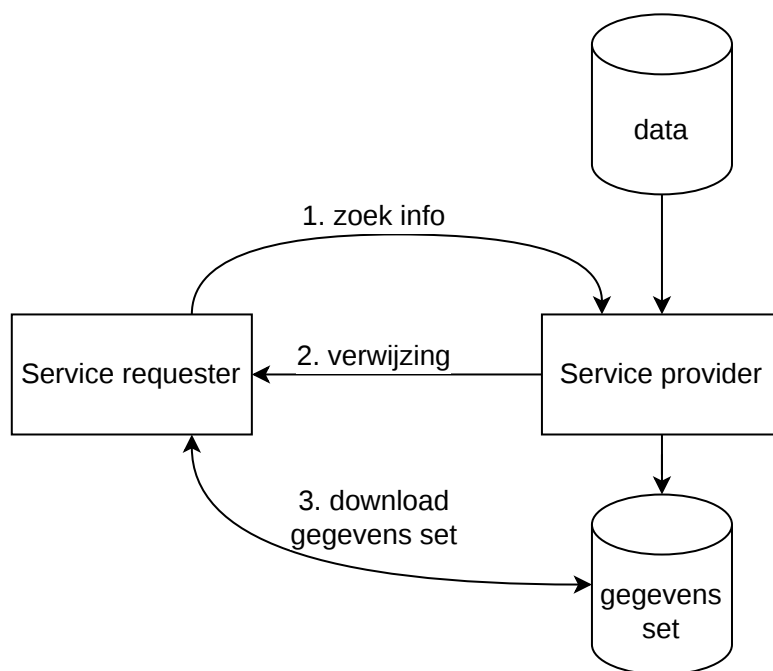 data
1. zoek info
Service requester
2. verwijzing
Service provider
3. download
gegevens set
gegevens
set